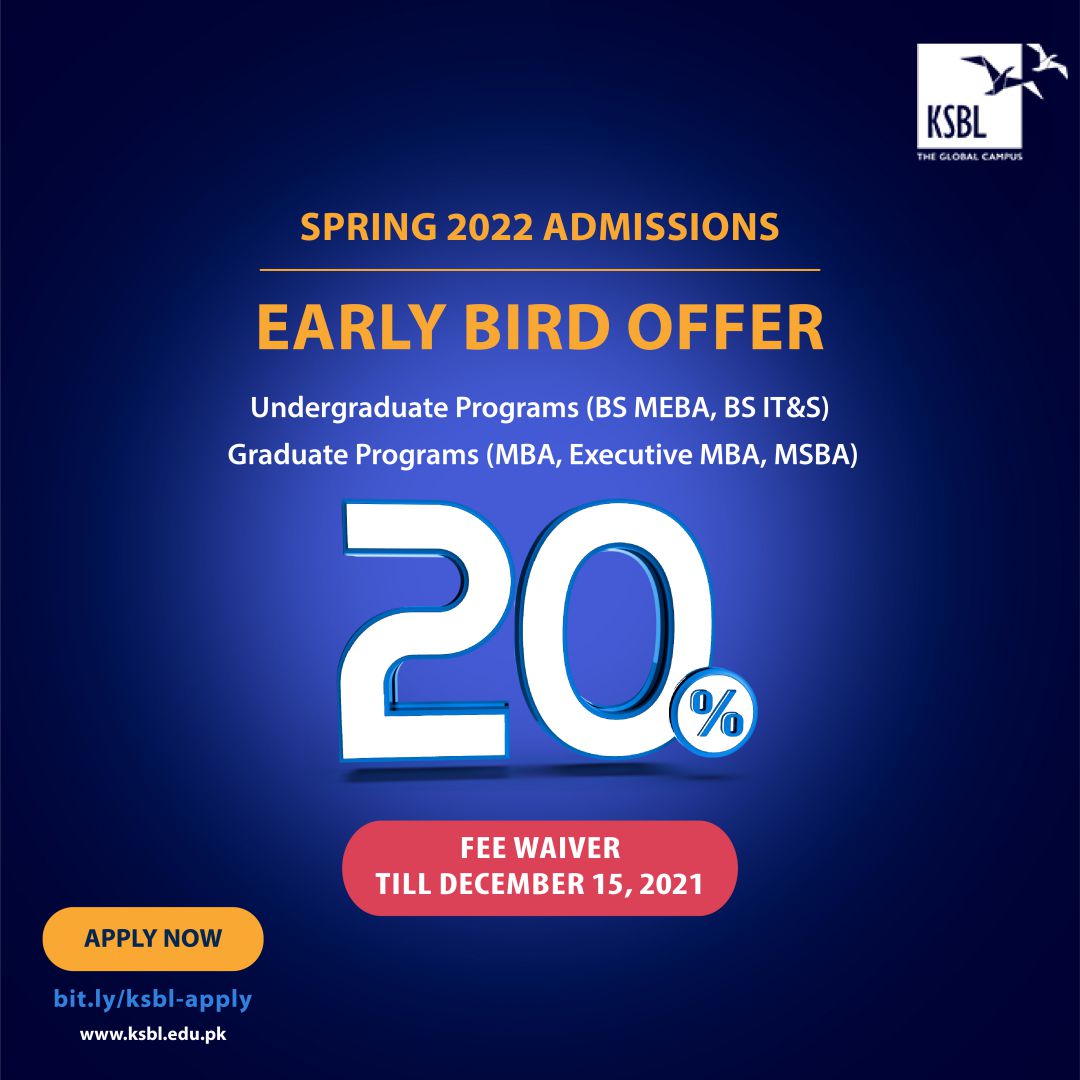 KSBL
THE GLOBAL CAMPUS
SPRING 2022 ADMISSIONS
EARLY BIRD OFFER
Undergraduate Programs (BS MEBA, BS IT&S)
Graduate Programs (MBA, Executive MBA, MSBA)
20%
FEE WAIVER
TILL DECEMBER 15, 2021
APPLY NOW
bit.ly/ksbl-apply
www.ksbl.edu.pk